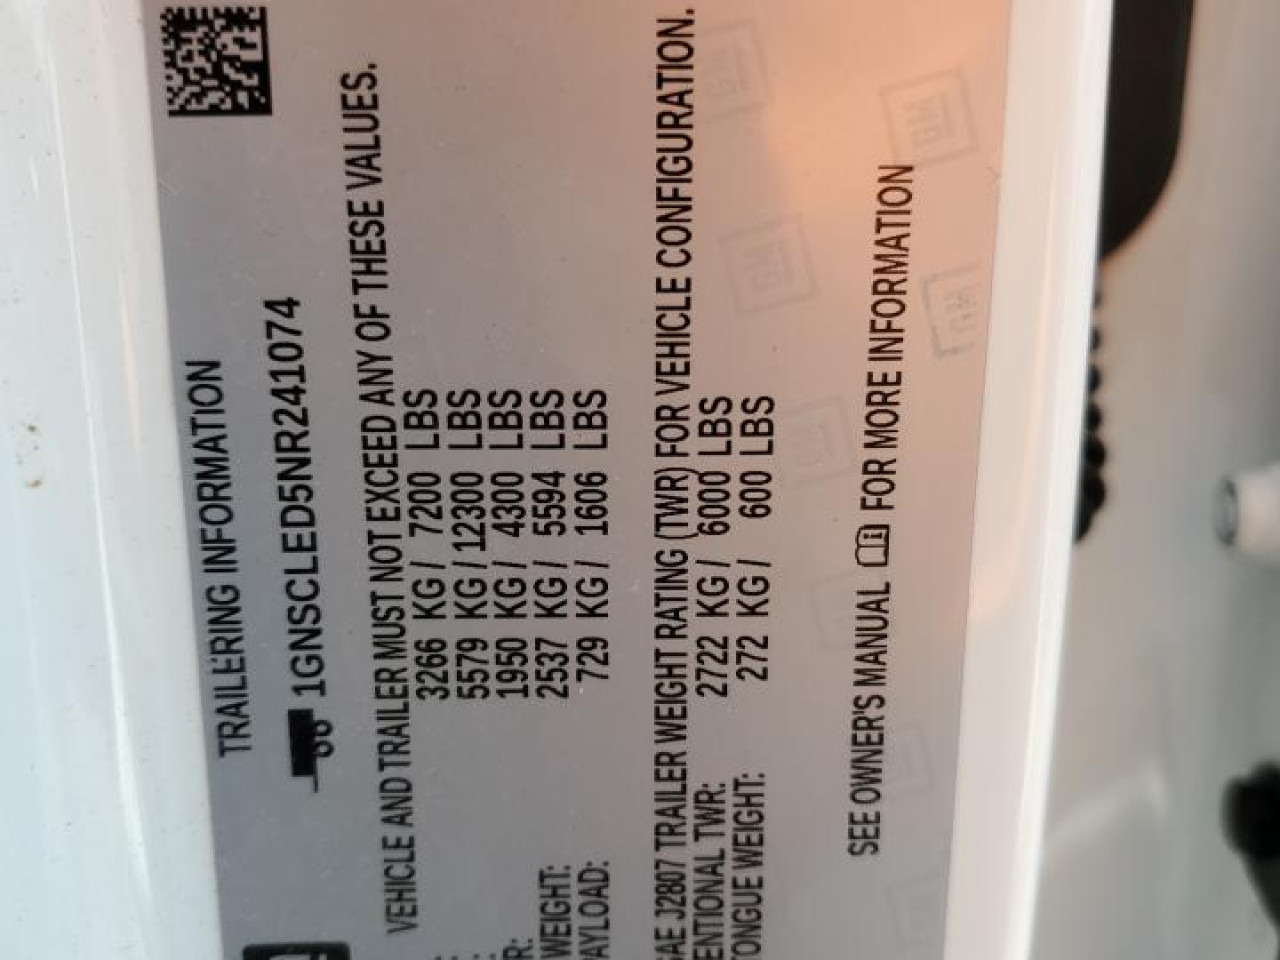 TRAILERING INFORMATION
1GNSCLED5NR241074
VEHICLE AND TRAILER MUST NOT EXCEED ANY OF THESE VALUES.
3266 KG / 7200 LBS
5579 KG / 12300 LBS
R: 1950 KG / 4300 LBS
WEIGHT: 2537 KG / 5594 LBS
AYLOAD: 729 KG / 1606 LBS
SAE J2807 TRAILER WEIGHT RATING (TWR) FOR VEHICLE CONFIGURATION.
ENTIONAL TWR: 2722 KG / 6000 LBS
TONGUE WEIGHT: 272 KG / 600 LBS
SEE OWNER'S MANUAL FOR MORE INFORMATION
GM
GM